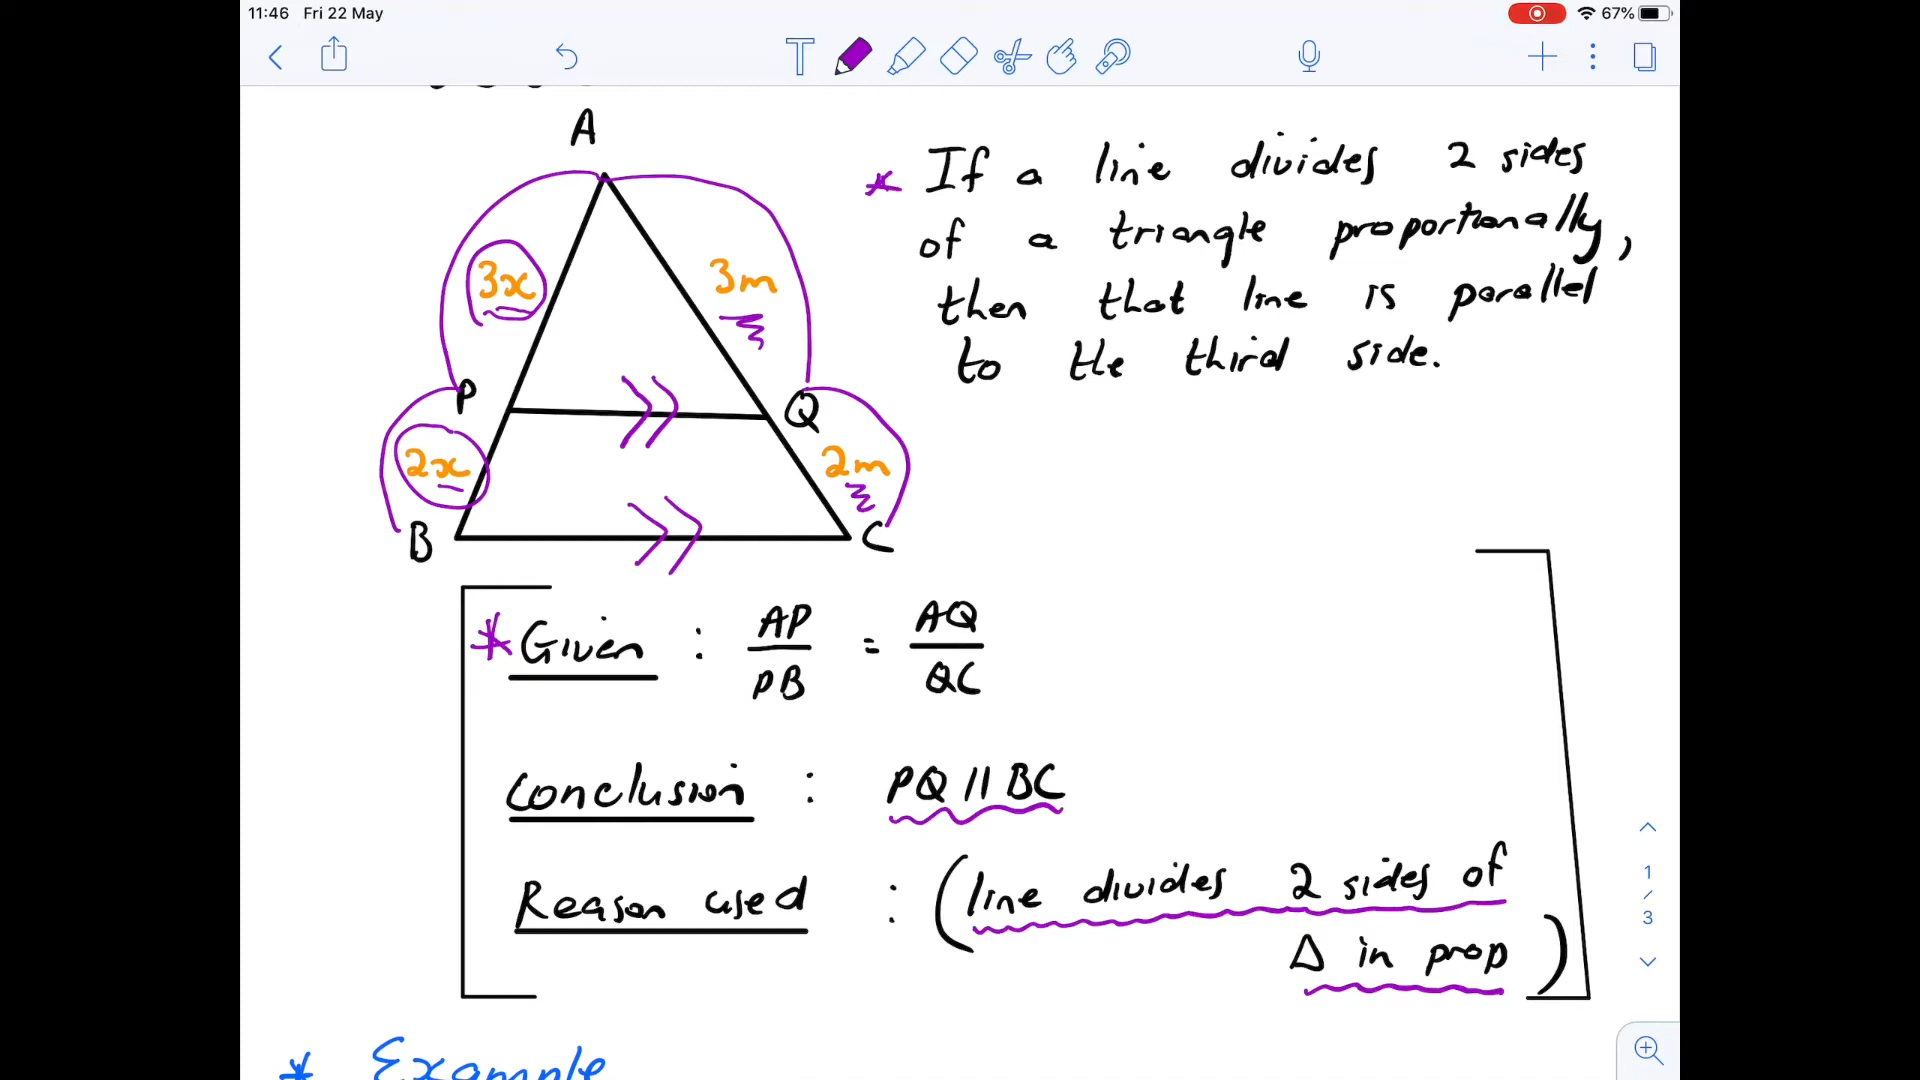 11:46 Fri 22 May
67%
A
3x
3m
P
Q
2x
2m
B
C
* If a line divides 2 sides
of a triangle proportionally,
then that line is parallel
to the third side.
* Given : AP/PB = AQ/QC
Conclusion : PQ || BC
Reason used : (line divides 2 sides of
Δ in prop)
* Example
1
/
3